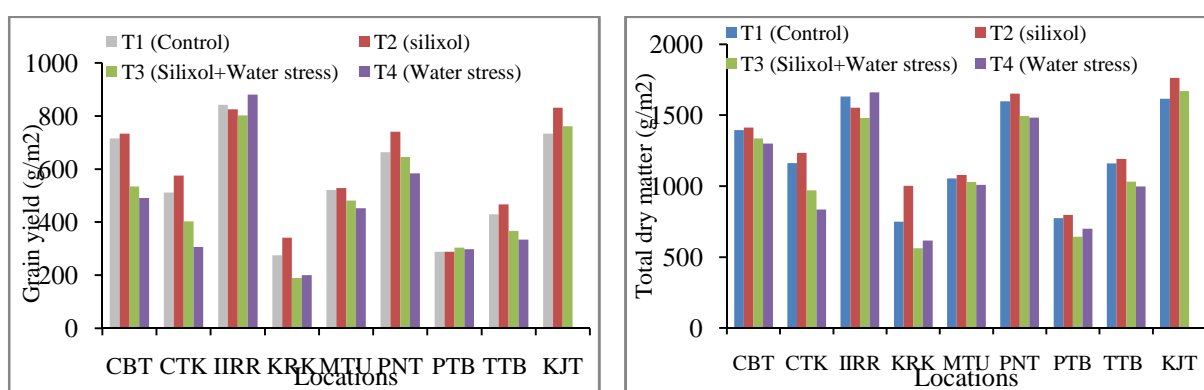 T1 (Control) T2 (silixol)
T3 (Silixol+Water stress) T4 (Water stress)
Grain yield (g/m2)
1000
800
600
400
200
0
CBT CTK IIRR KRK MTU PNT PTB TTB KJT
Locations
T1 (Control) T2 (silixol)
T3 (Silixol+Water stress) T4 (Water stress)
Total dry matter (g/m2)
2000
1500
1000
500
0
CBT CTK IIRR KRK MTU PNT PTB TTB KJT
Locations